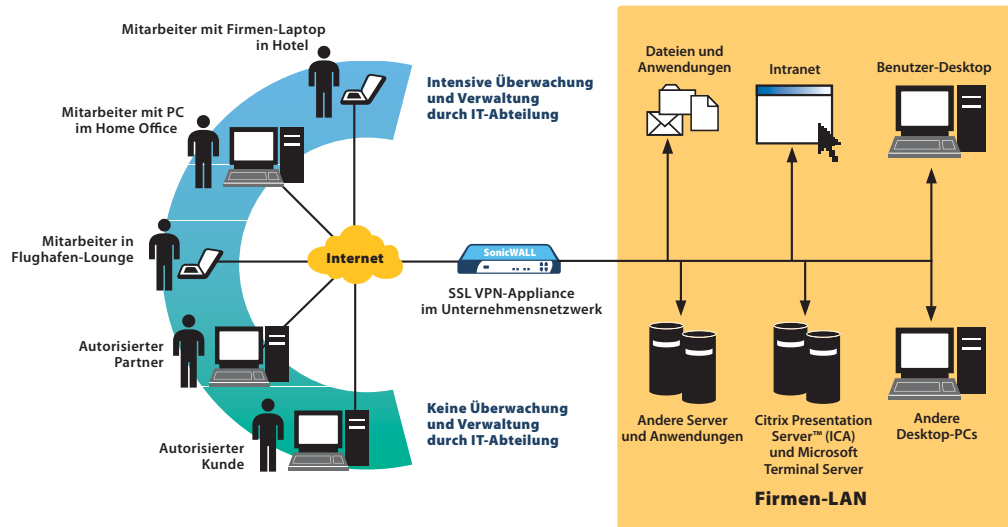 Mitarbeiter mit Firmen-Laptop
in Hotel
Mitarbeiter mit PC
im Home Office
Mitarbeiter in
Flughafen-Lounge
Autorisierter
Partner
Autorisierter
Kunde
Intensive Überwachung
und Verwaltung
durch IT-Abteilung
Keine Überwachung
und Verwaltung
durch IT-Abteilung
Internet
SonicWALL
SSL VPN-Appliance
im Unternehmensnetzwerk
Dateien und
Anwendungen
Intranet
Benutzer-Desktop
Andere Server
und Anwendungen
Citrix Presentation
Server™ (ICA)
und Microsoft
Terminal Server
Andere
Desktop-PCs
Firmen-LAN